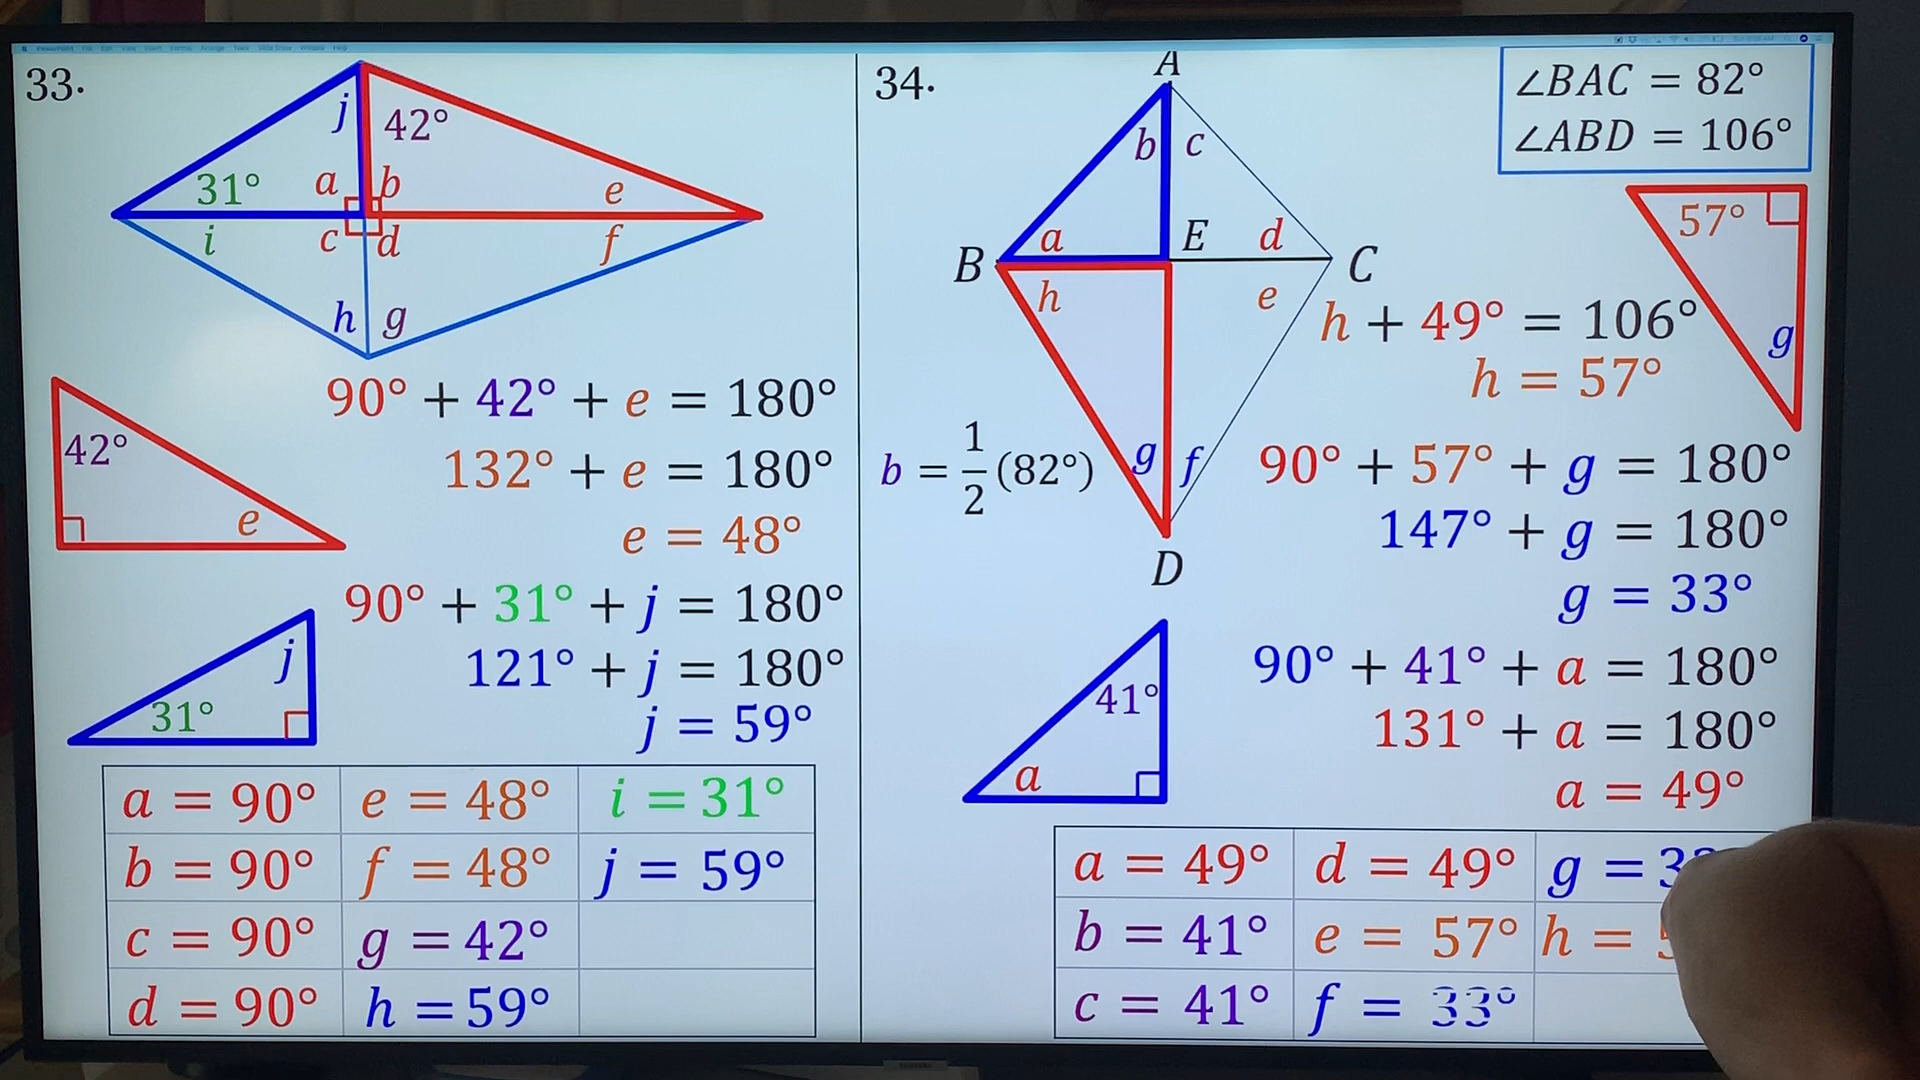 33.
j
42°
31°
a
b
e
i
c
d
f
h
g
90° + 42° + e = 180°
42°
132° + e = 180°
e
e = 48°
90° + 31° + j = 180°
j
121° + j = 180°
31°
j = 59°
a = 90°
e = 48°
i = 31°
b = 90°
f = 48°
j = 59°
c = 90°
g = 42°
d = 90°
h = 59°
34.
A
∠BAC = 82°
∠ABD = 106°
b
c
57°
a
E
d
B
C
h
e
h + 49° = 106°
g
h = 57°
b = 1/2 (82°)
g
f
90° + 57° + g = 180°
147° + g = 180°
D
g = 33°
90° + 41° + a = 180°
41°
131° + a = 180°
a
a = 49°
a = 49°
d = 49°
g =
b = 41°
e = 57°
h =
c = 41°
f = 33°